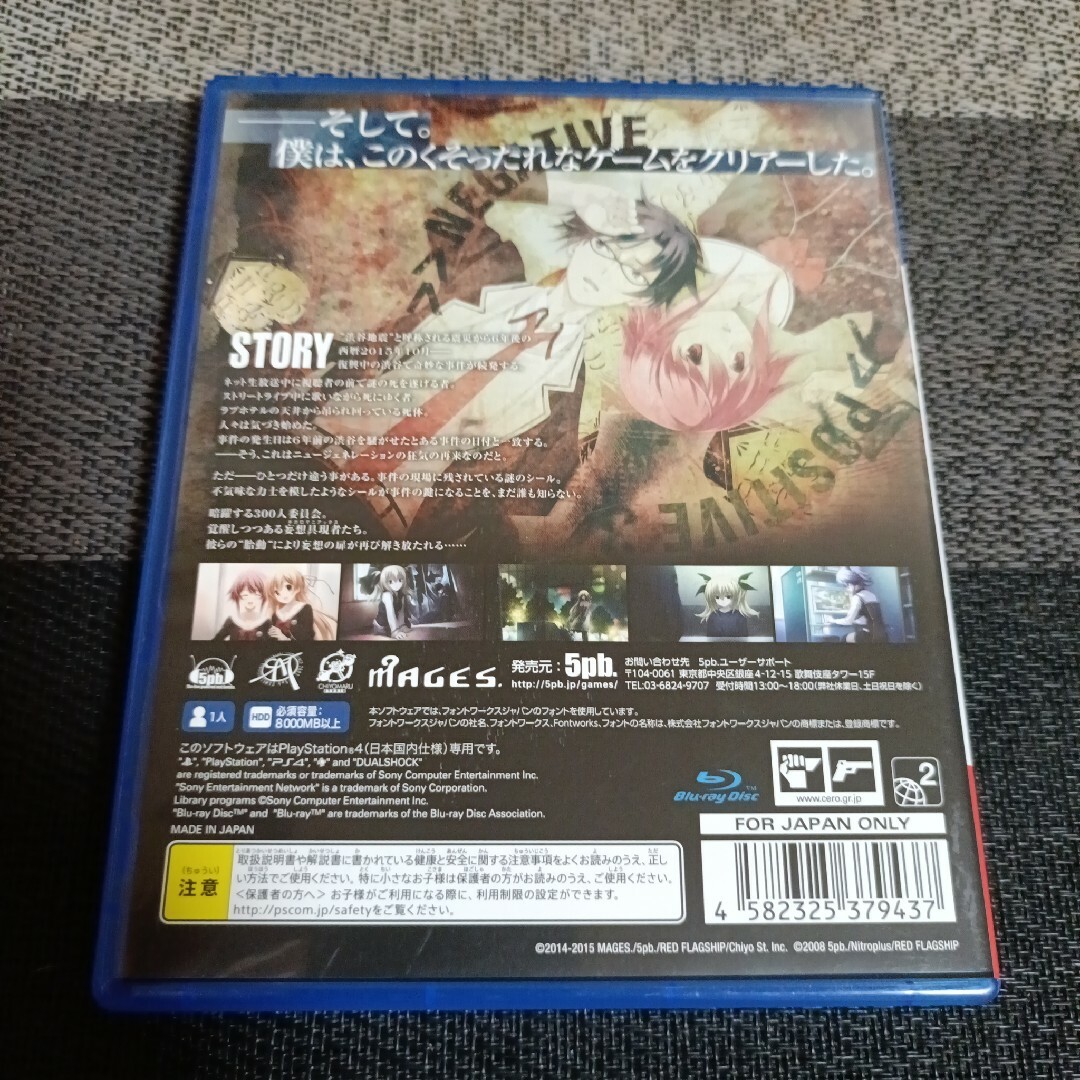 ——そして。
僕は、このくそったれなゲームをクリアーした。
NEGATIVE
POSITIVE
STORY
"渋谷地震"と呼称される震災から6年後の
西暦2015年10月——
復興中の渋谷で奇妙な事件が続発する。
ネット生放送中に視聴者の前で謎の死を遂げる者。
ストリートライブ中に歌いながら死にゆく者。
ラブホテルの天井から吊られ回っている死体。
人々は気づき始めた。
事件の発生日は6年前の渋谷を騒がせたとある事件の日付と一致する。
——そう、これはニュージェネレーションの狂気の再来なのだと。
ただ——ひとつだけ違う事がある。事件の現場に残されている謎のシール。
不気味な力士を模したようなシールが事件の鍵になることを、まだ誰も知らない。
暗躍する300人委員会。
覚醒しつつある妄想具現者たち。
彼らの"胎動"により妄想の扉が再び解き放たれる……
5pb.
CHIYOMARU
MAGES.
発売元：5pb.
http://5pb.jp/games/
お問い合わせ先 5pb.ユーザーサポート
〒104-0061 東京都中央区銀座4-12-15 歌舞伎座タワー15F
TEL:03-6824-9707 受付時間13:00〜18:00(弊社休業日、土日祝日を除く)
1人
HDD
必須容量：
8000MB以上
本ソフトウェアでは、フォントワークスジャパンのフォントを使用しています。
フォントワークスジャパンの社名、フォントワークス、Fontworks、フォントの名称は、株式会社フォントワークスジャパンの商標または、登録商標です。
このソフトウェアはPlayStation®4(日本国内仕様)専用です。
"PlayStation", "PS4", and "DUALSHOCK"
are registered trademarks or trademarks of Sony Computer Entertainment Inc.
"Sony Entertainment Network" is a trademark of Sony Corporation.
Library programs ©Sony Computer Entertainment Inc.
"Blu-ray Disc™" and "Blu-ray™" are trademarks of the Blu-ray Disc Association.
MADE IN JAPAN
Blu-ray Disc™
www.cero.gr.jp
2
FOR JAPAN ONLY
(ちゅうい)
注意
取扱説明書や解説書に書かれている健康と安全に関する注意事項をよくお読みのうえ、正し
い方法でご使用ください。特に小さなお子様は保護者の方がお読みのうえ、ご使用ください。
<保護者の方へ> お子様がご利用になる際に、利用制限の設定ができます。
http://pscom.jp/safetyをご覧ください。
4 582325 379437
©2014-2015 MAGES./5pb./RED FLAGSHIP/Chiyo St. Inc. ©2008 5pb./Nitroplus/RED FLAGSHIP